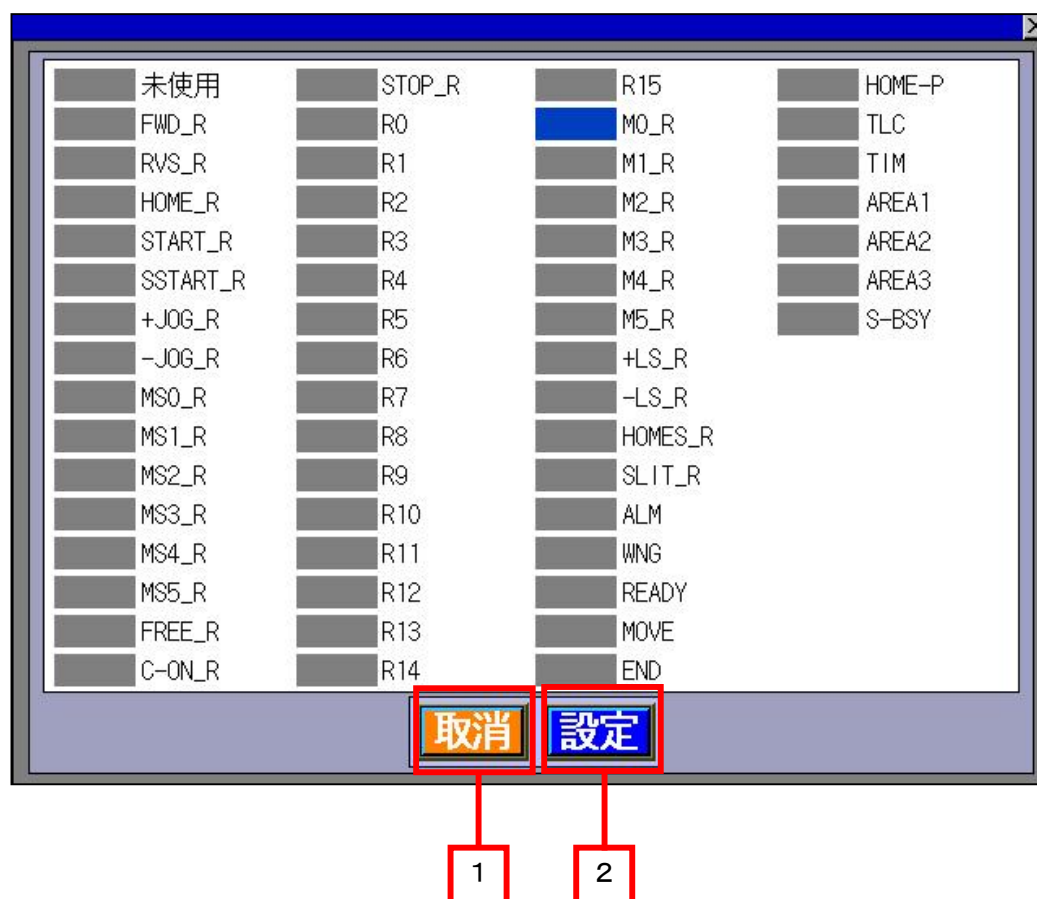 未使用
FWD_R
RVS_R
HOME_R
START_R
SSTART_R
+JOG_R
-JOG_R
MS0_R
MS1_R
MS2_R
MS3_R
MS4_R
MS5_R
FREE_R
C-ON_R
STOP_R
R0
R1
R2
R3
R4
R5
R6
R7
R8
R9
R10
R11
R12
R13
R14
R15
M0_R
M1_R
M2_R
M3_R
M4_R
M5_R
+LS_R
-LS_R
HOMES_R
SLIT_R
ALM
WNG
READY
MOVE
END
HOME-P
TLC
TIM
AREA1
AREA2
AREA3
S-BSY
取消
設定
1
2